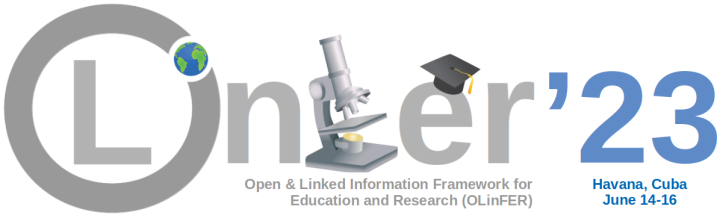 OLinfer '23
Open & Linked Information Framework for
Education and Research (OLinFER)
Havana, Cuba
June 14-16